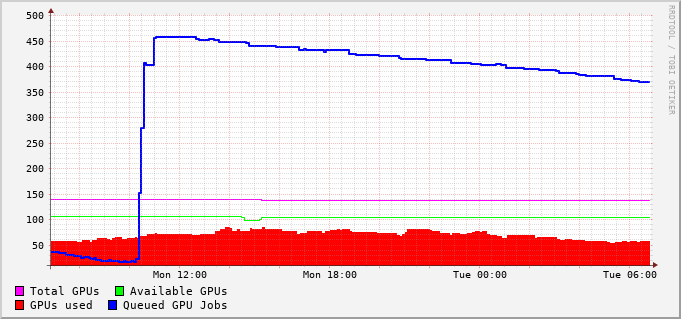 500
450
400
350
300
250
200
150
100
50
Mon 12:00 Mon 18:00 Tue 00:00 Tue 06:00
Total GPUs Available GPUs
GPUs used Queued GPU Jobs
RRDTOOL / TOBI OETIKER